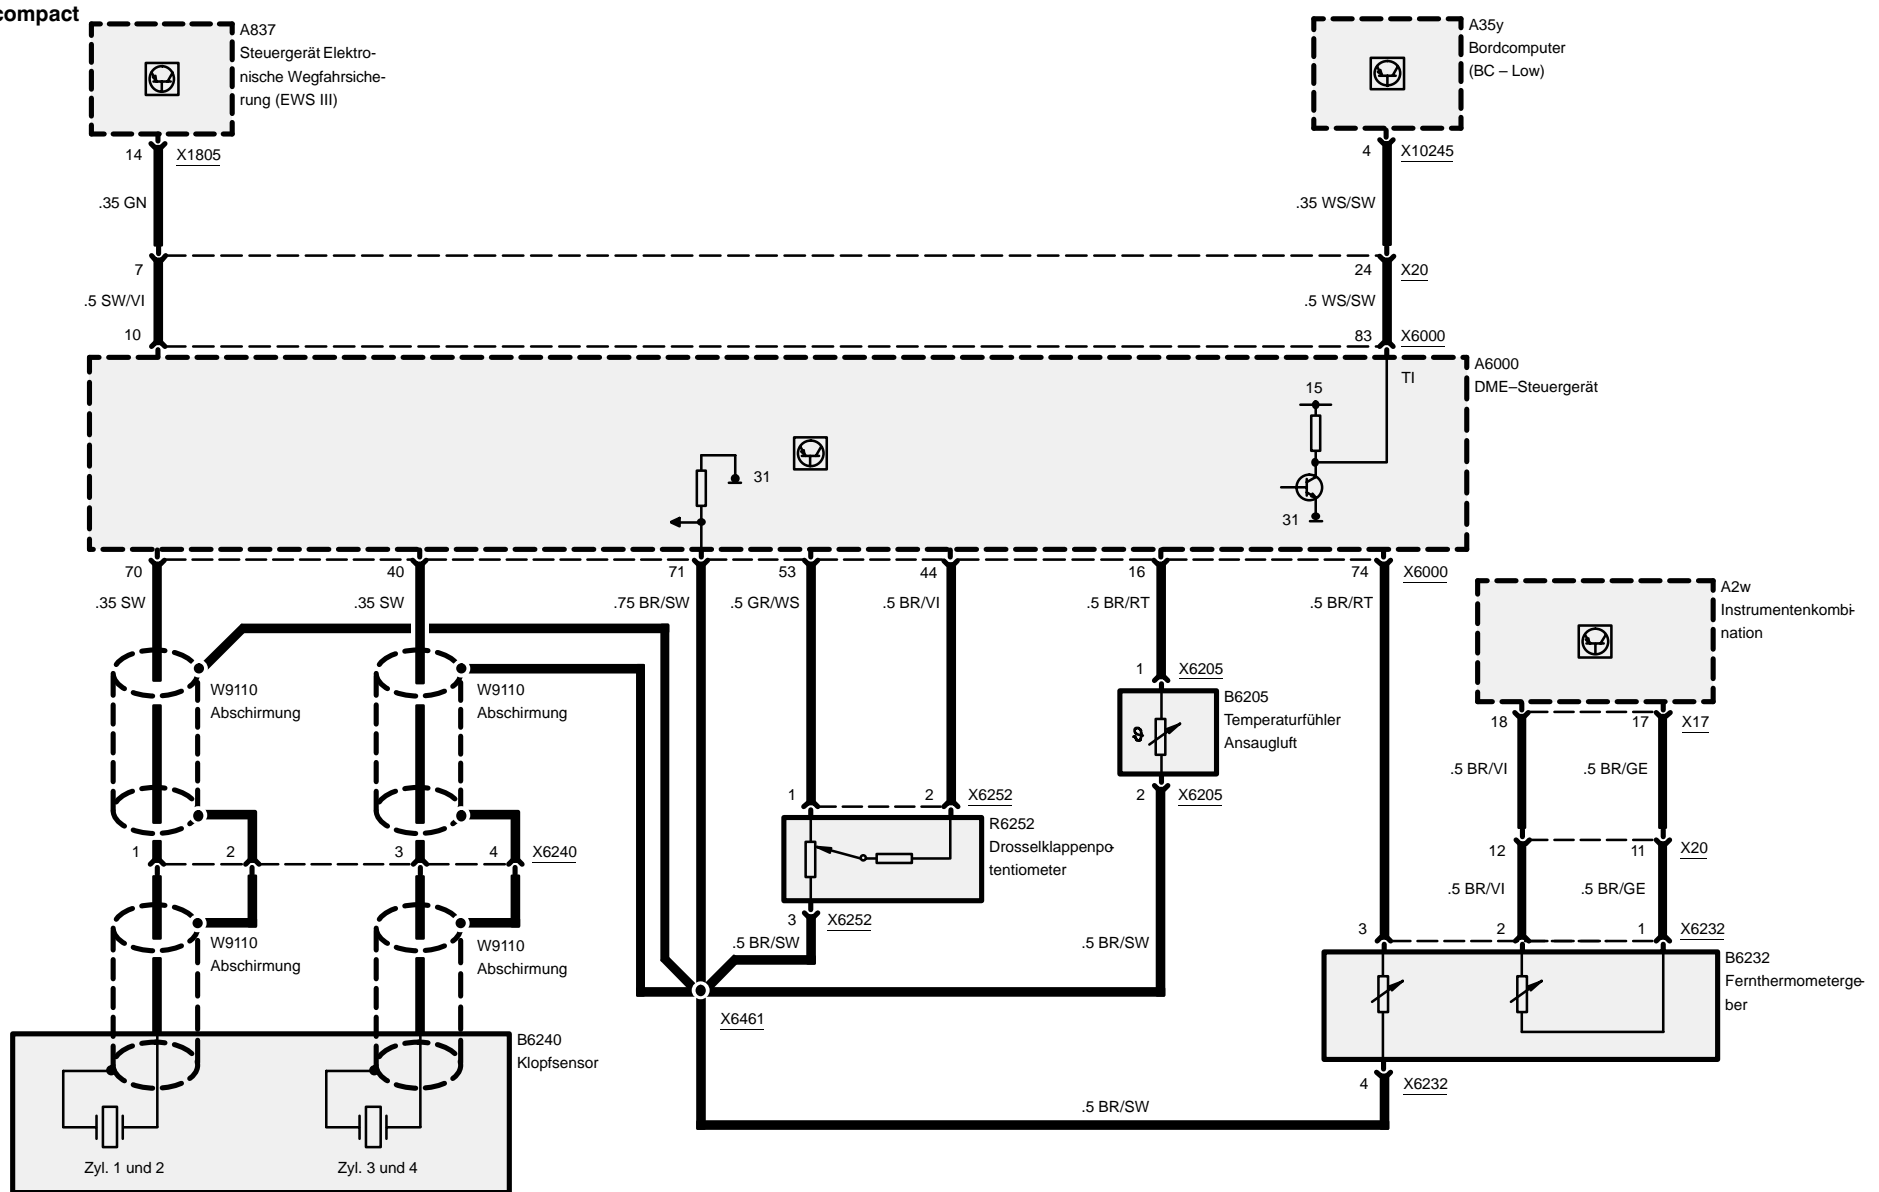 compact
A837
Steuergerät Elektro-
nische Wegfahrsiche-
rung (EWS III)
A35y
Bordcomputer
(BC – Low)
14 X1805
4 X10245
.35 GN
.35 WS/SW
7
24 X20
.5 SW/VI
.5 WS/SW
10
83 X6000
A6000
DME–Steuergerät
TI
15
31
31
70
40
71
53
44
16
74
X6000
.35 SW
.35 SW
.75 BR/SW
.5 GR/WS
.5 BR/VI
.5 BR/RT
.5 BR/RT
A2w
Instrumentenkombi-
nation
W9110
Abschirmung
W9110
Abschirmung
1 X6205
B6205
Temperaturfühler
Ansaugluft
ϑ
2 X6205
18
17 X17
.5 BR/VI
.5 BR/GE
1
2 X6252
R6252
Drosselklappenpo-
tentiometer
3 X6252
.5 BR/SW
.5 BR/SW
1
2
3
4 X6240
12
11 X20
.5 BR/VI
.5 BR/GE
W9110
Abschirmung
W9110
Abschirmung
3
2
1 X6232
B6232
Fernthermometerge-
ber
X6461
B6240
Klopfsensor
4 X6232
.5 BR/SW
Zyl. 1 und 2
Zyl. 3 und 4